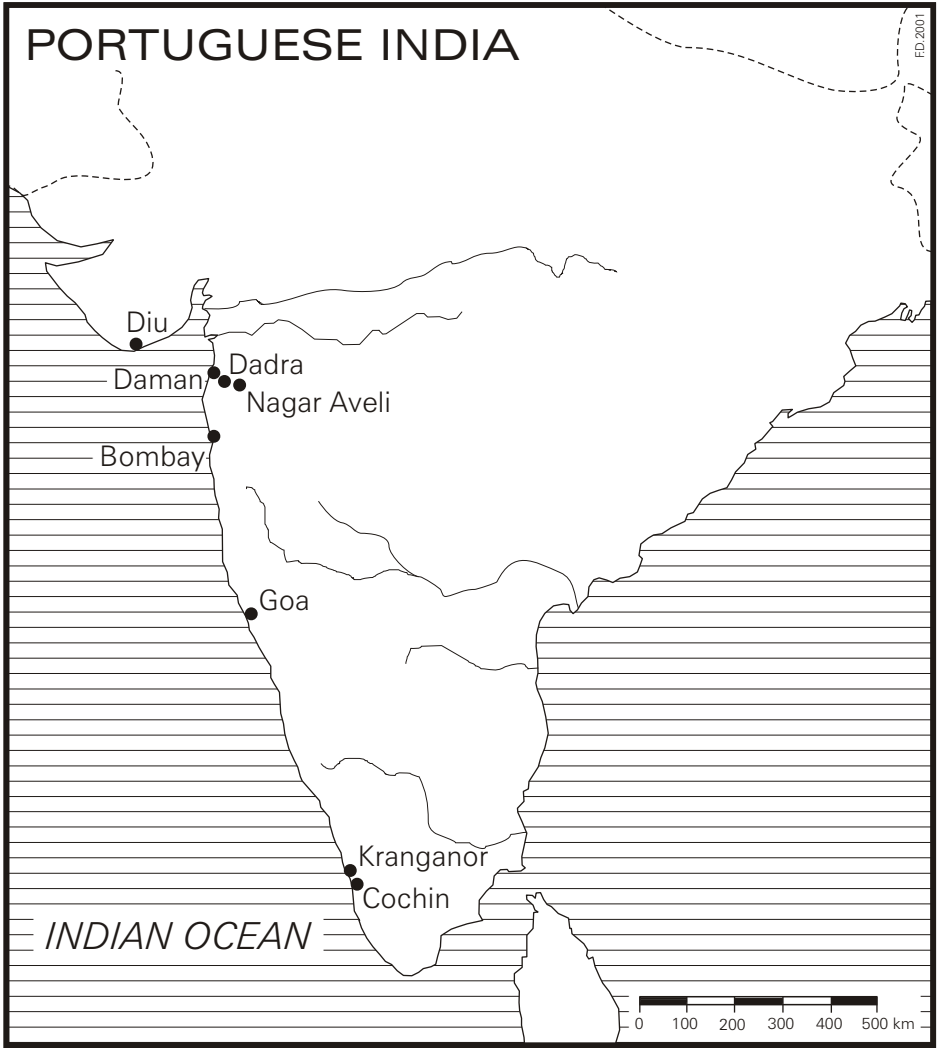 PORTUGUESE INDIA
F.D.2001
Diu
Dadra
Daman
Nagar Aveli
Bombay
Goa
Kranganor
Cochin
INDIAN OCEAN
0 100 200 300 400 500 km